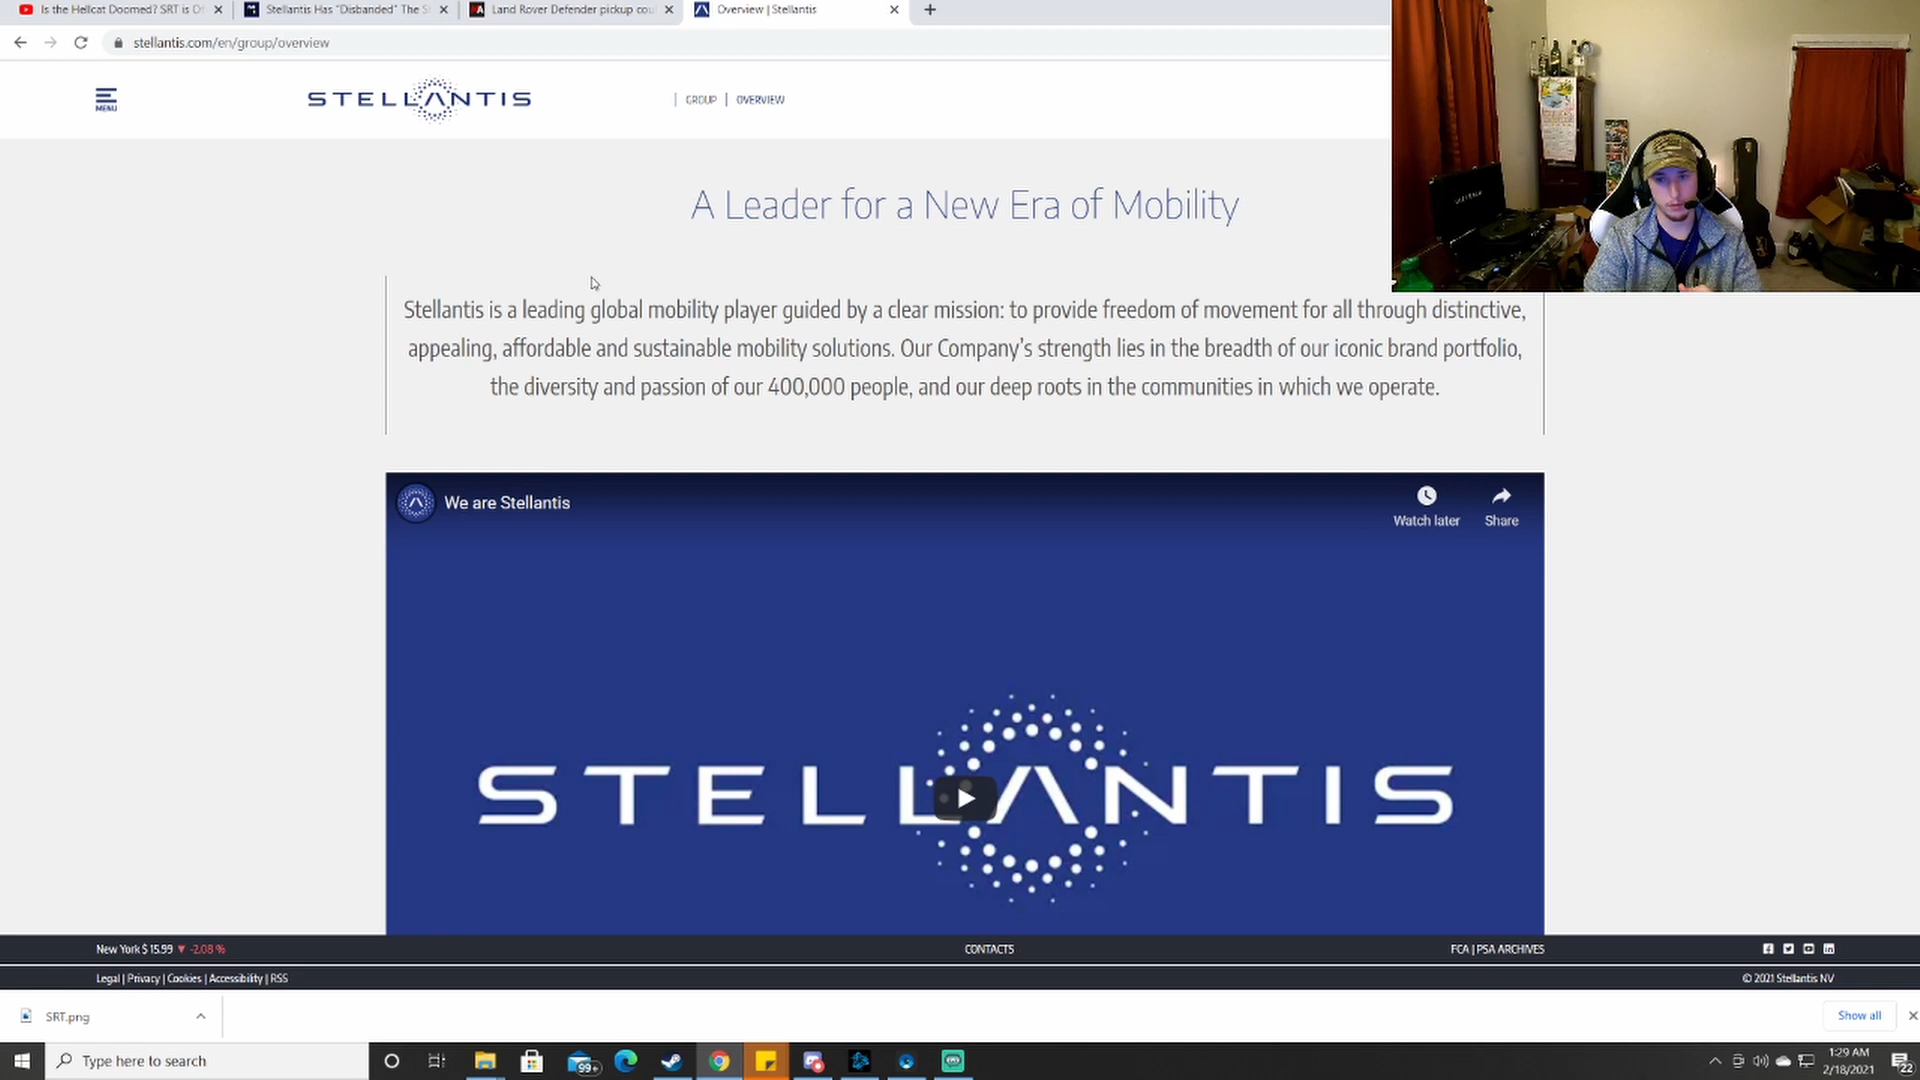 Is the Hellcat Doomed? SRT is Of
Stellantis Has "Disbanded" The S
Land Rover Defender pickup cou
Overview | Stellantis
stellantis.com/en/group/overview
MENU
STELLANTIS
| GROUP | OVERVIEW
A Leader for a New Era of Mobility
Stellantis is a leading global mobility player guided by a clear mission: to provide freedom of movement for all through distinctive,
appealing, affordable and sustainable mobility solutions. Our Company's strength lies in the breadth of our iconic brand portfolio,
the diversity and passion of our 400,000 people, and our deep roots in the communities in which we operate.
We are Stellantis
Watch later
Share
STELLANTIS
New York $ 15.99 ▼ -2.08 %
CONTACTS
FCA | PSA ARCHIVES
Legal | Privacy | Cookies | Accessibility | RSS
© 2021 Stellantis NV
SRT.png
Show all
Type here to search
99+
1:29 AM
2/18/2021
22